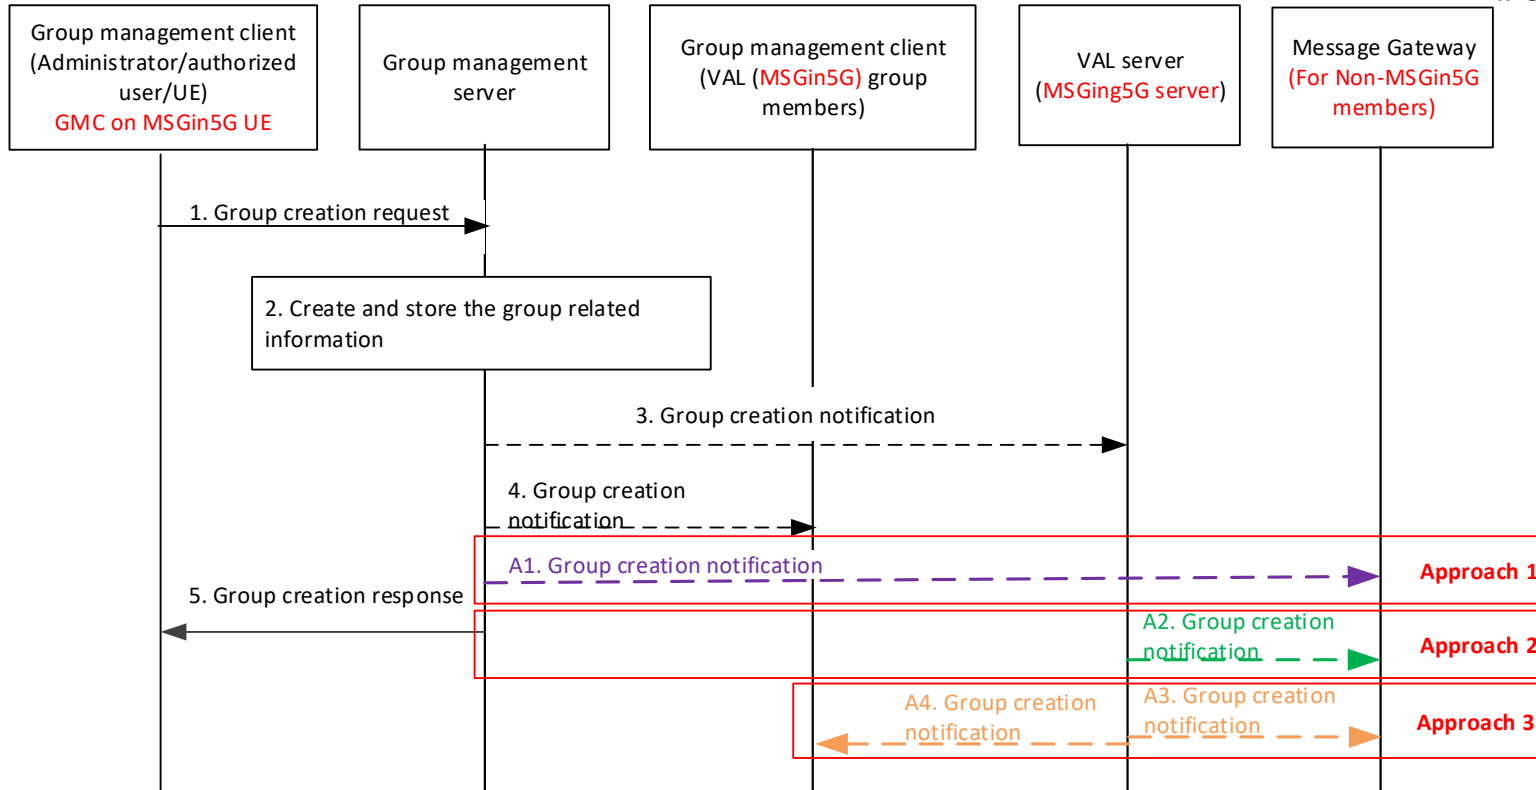 Group management client
(Administrator/authorized
user/UE)
GMC on MSGin5G UE
Group management
server
Group management client
(VAL (MSGin5G) group
members)
VAL server
(MSGing5G server)
Message Gateway
(For Non-MSGin5G
members)
1. Group creation request
2. Create and store the group related
information
3. Group creation notification
4. Group creation
notification
A1. Group creation notification
Approach 1
5. Group creation response
A2. Group creation
notification
Approach 2
A4. Group creation
notification
A3. Group creation
notification
Approach 3